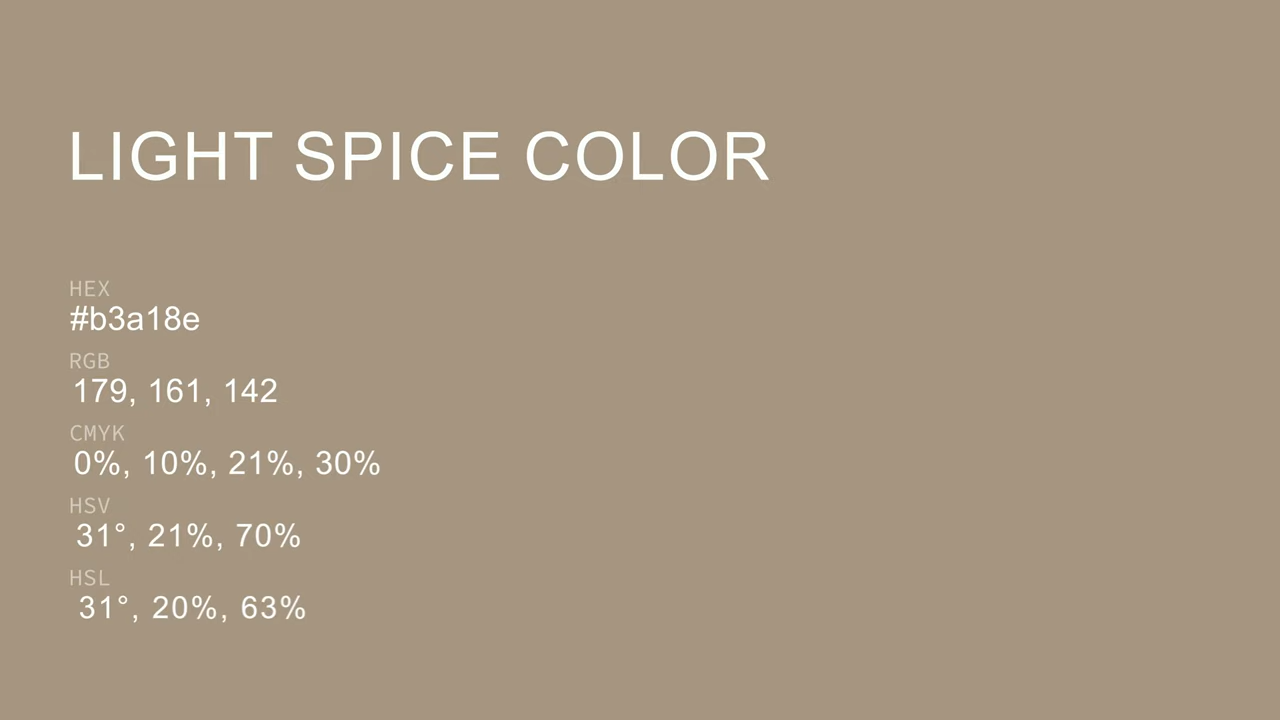 LIGHT SPICE COLOR
HEX
#b3a18e
RGB
179, 161, 142
CMYK
0%, 10%, 21%, 30%
HSV
31°, 21%, 70%
HSL
31°, 20%, 63%